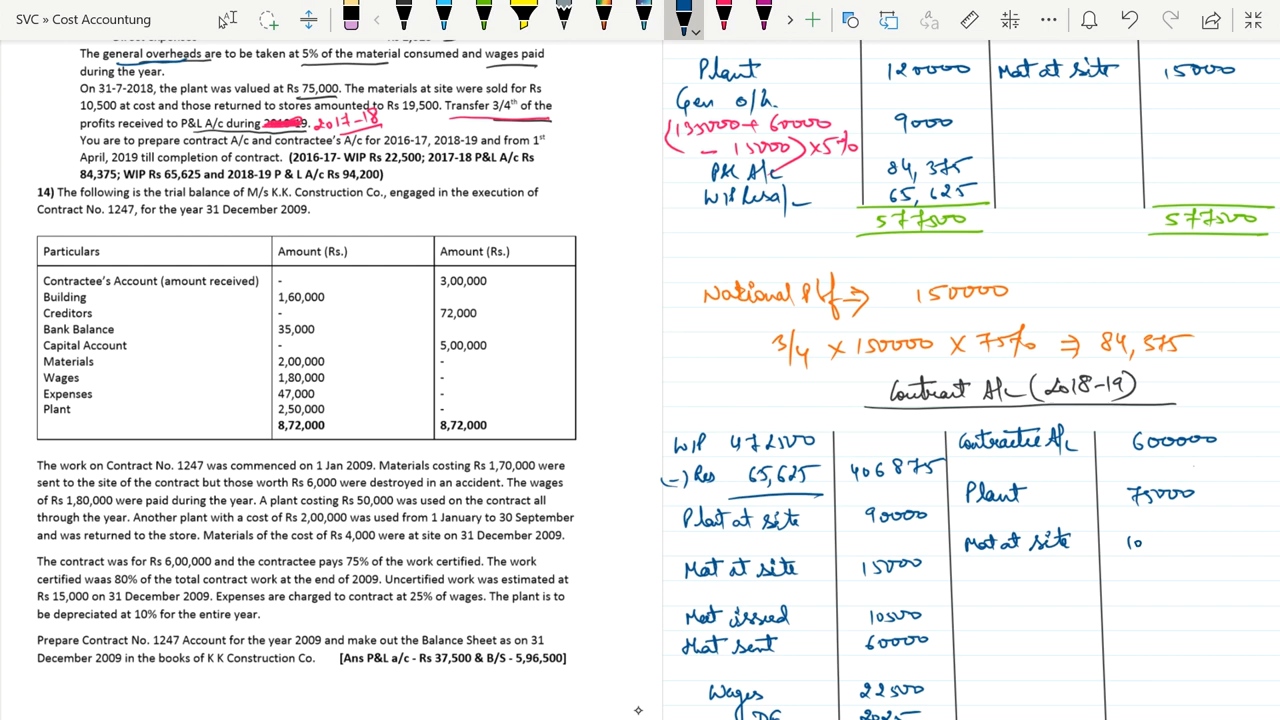 SVC » Cost Accountung
The general overheads are to be taken at 5% of the material consumed and wages paid
during the year.
On 31-7-2018, the plant was valued at Rs 75,000. The materials at site were sold for Rs
10,500 at cost and those returned to stores amounted to Rs 19,500. Transfer 3/4th of the
profits received to P&L A/c during 9. 2017-18
You are to prepare contract A/c and contractee's A/c for 2016-17, 2018-19 and from 1st
April, 2019 till completion of contract. (2016-17- WIP Rs 22,500; 2017-18 P&L A/c Rs
84,375; WIP Rs 65,625 and 2018-19 P & L A/c Rs 94,200)
14) The following is the trial balance of M/s K.K. Construction Co., engaged in the execution of
Contract No. 1247, for the year 31 December 2009.
Particulars Amount (Rs.) Amount (Rs.)
Contractee's Account (amount received) - 3,00,000
Building 1,60,000
Creditors - 72,000
Bank Balance 35,000
Capital Account - 5,00,000
Materials 2,00,000 -
Wages 1,80,000 -
Expenses 47,000 -
Plant 2,50,000 -
8,72,000 8,72,000
The work on Contract No. 1247 was commenced on 1 Jan 2009. Materials costing Rs 1,70,000 were
sent to the site of the contract but those worth Rs 6,000 were destroyed in an accident. The wages
of Rs 1,80,000 were paid during the year. A plant costing Rs 50,000 was used on the contract all
through the year. Another plant with a cost of Rs 2,00,000 was used from 1 January to 30 September
and was returned to the store. Materials of the cost of Rs 4,000 were at site on 31 December 2009.
The contract was for Rs 6,00,000 and the contractee pays 75% of the work certified. The work
certified waas 80% of the total contract work at the end of 2009. Uncertified work was estimated at
Rs 15,000 on 31 December 2009. Expenses are charged to contract at 25% of wages. The plant is to
be depreciated at 10% for the entire year.
Prepare Contract No. 1247 Account for the year 2009 and make out the Balance Sheet as on 31
December 2009 in the books of K K Construction Co. [Ans P&L a/c - Rs 37,500 & B/S - 5,96,500]
Plant 120000 Mat at site 15000
Gen o/h.
(135000 + 60000 9000
- 15000) × 5%
P&L A/c 84,375
WIP Res a/c 65,625
577500 577500
National Plf ⇒ 150000
3/4 × 150000 × 75% ⇒ 84,375
Contract A/c (2018-19)
WIP 472500 Contractee A/c 600000
(-) Res 65,625 406875
Plant 75000
Plant at site 90000
Mat at site 10
Mat at site 15000
Mat issued 10500
Mat sent 60000
Wages 22500
DE 2025